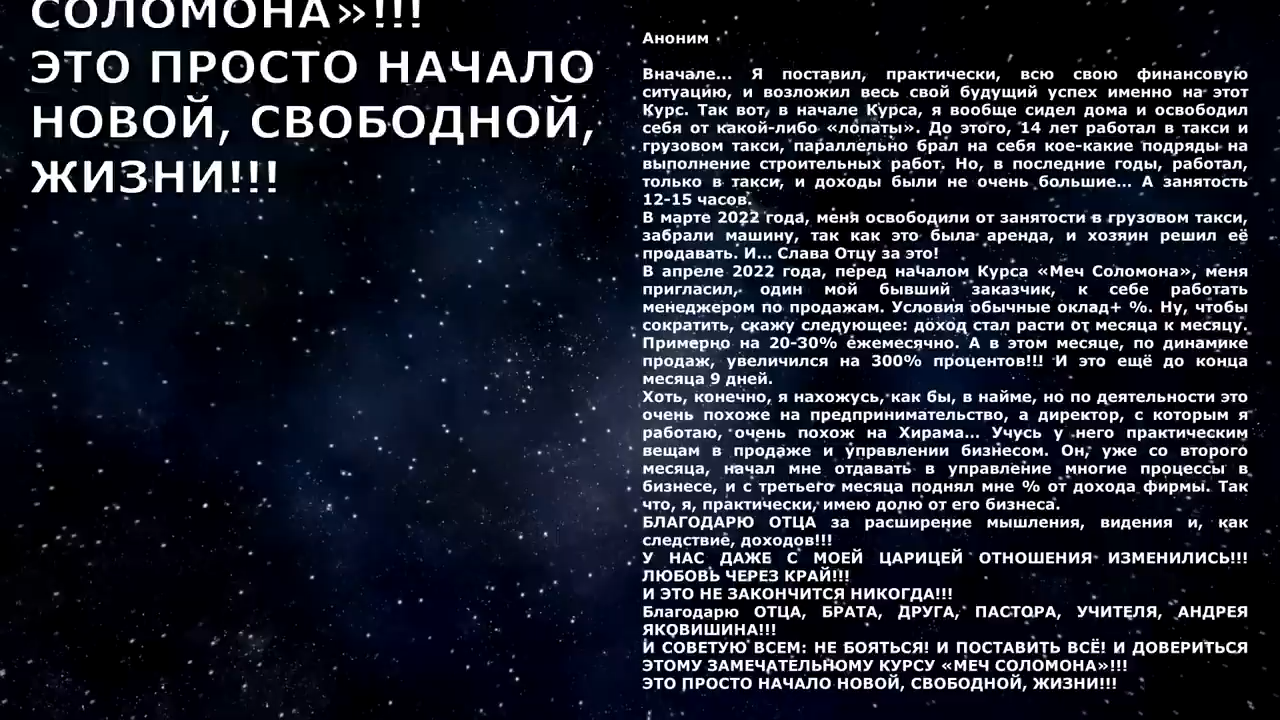 СОЛОМОНА»!!!
ЭТО ПРОСТО НАЧАЛО
НОВОЙ, СВОБОДНОЙ,
ЖИЗНИ!!!
Аноним
Вначале... Я поставил, практически, всю свою финансовую
ситуацию, и возложил весь свой будущий успех именно на этот
Курс. Так вот, в начале Курса, я вообще сидел дома и освободил
себя от какой-либо «лопаты». До этого, 14 лет работал в такси и
грузовом такси, параллельно брал на себя кое-какие подряды на
выполнение строительных работ. Но, в последние годы, работал,
только в такси, и доходы были не очень большие... А занятость
12-15 часов.
В марте 2022 года, меня освободили от занятости в грузовом такси,
забрали машину, так как это была аренда, и хозяин решил её
продавать. И... Слава Отцу за это!
В апреле 2022 года, перед началом Курса «Меч Соломона», меня
пригласил, один мой бывший заказчик, к себе работать
менеджером по продажам. Условия обычные оклад+ %. Ну, чтобы
сократить, скажу следующее: доход стал расти от месяца к месяцу.
Примерно на 20-30% ежемесячно. А в этом месяце, по динамике
продаж, увеличился на 300% процентов!!! И это ещё до конца
месяца 9 дней.
Хоть, конечно, я нахожусь, как бы, в найме, но по деятельности это
очень похоже на предпринимательство, а директор, с которым я
работаю, очень похож на Хирама... Учусь у него практическим
вещам в продаже и управлении бизнесом. Он, уже со второго
месяца, начал мне отдавать в управление многие процессы в
бизнесе, и с третьего месяца поднял мне % от дохода фирмы. Так
что, я, практически, имею долю от его бизнеса.
БЛАГОДАРЮ ОТЦА за расширение мышления, видения и, как
следствие, доходов!!!
У НАС ДАЖЕ С МОЕЙ ЦАРИЦЕЙ ОТНОШЕНИЯ ИЗМЕНИЛИСЬ!!!
ЛЮБОВЬ ЧЕРЕЗ КРАЙ!!!
И ЭТО НЕ ЗАКОНЧИТСЯ НИКОГДА!!!
Благодарю ОТЦА, БРАТА, ДРУГА, ПАСТОРА, УЧИТЕЛЯ, АНДРЕЯ
ЯКОВИШИНА!!!
И СОВЕТУЮ ВСЕМ: НЕ БОЯТЬСЯ! И ПОСТАВИТЬ ВСЁ! И ДОВЕРИТЬСЯ
ЭТОМУ ЗАМЕЧАТЕЛЬНОМУ КУРСУ «МЕЧ СОЛОМОНА»!!!
ЭТО ПРОСТО НАЧАЛО НОВОЙ, СВОБОДНОЙ, ЖИЗНИ!!!